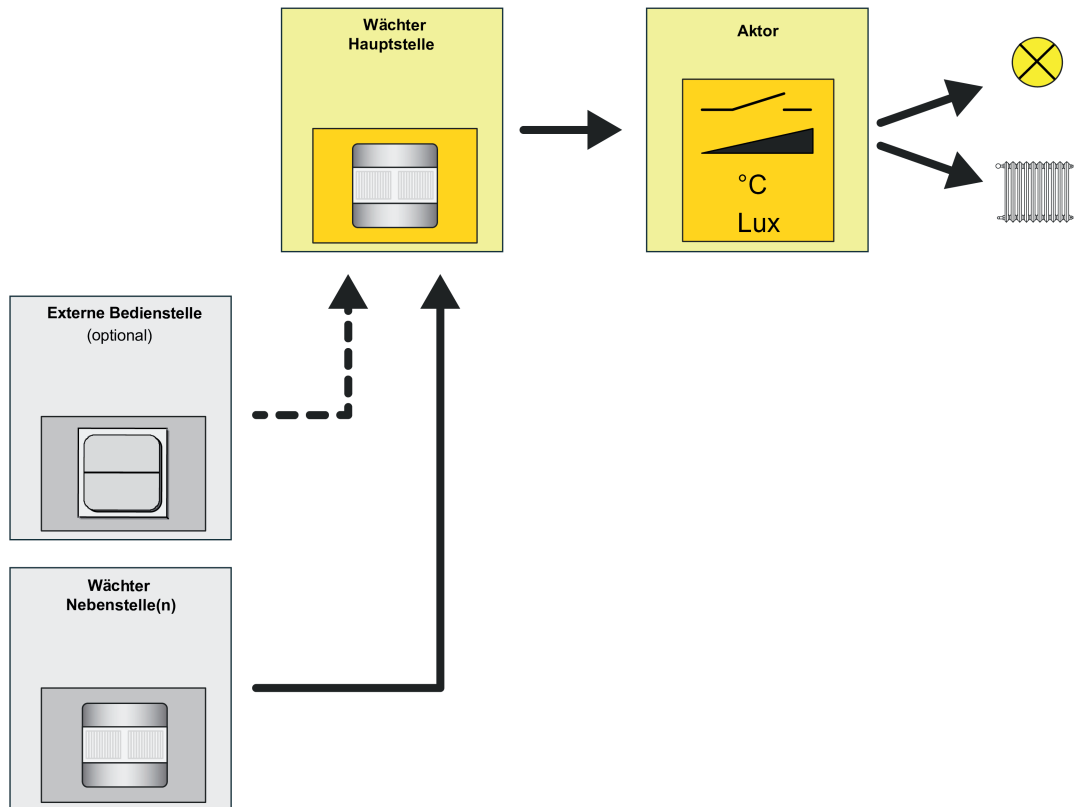 Wächter
Hauptstelle
Aktor
°C
Lux
Externe Bedienstelle
(optional)
Wächter
Nebenstelle(n)